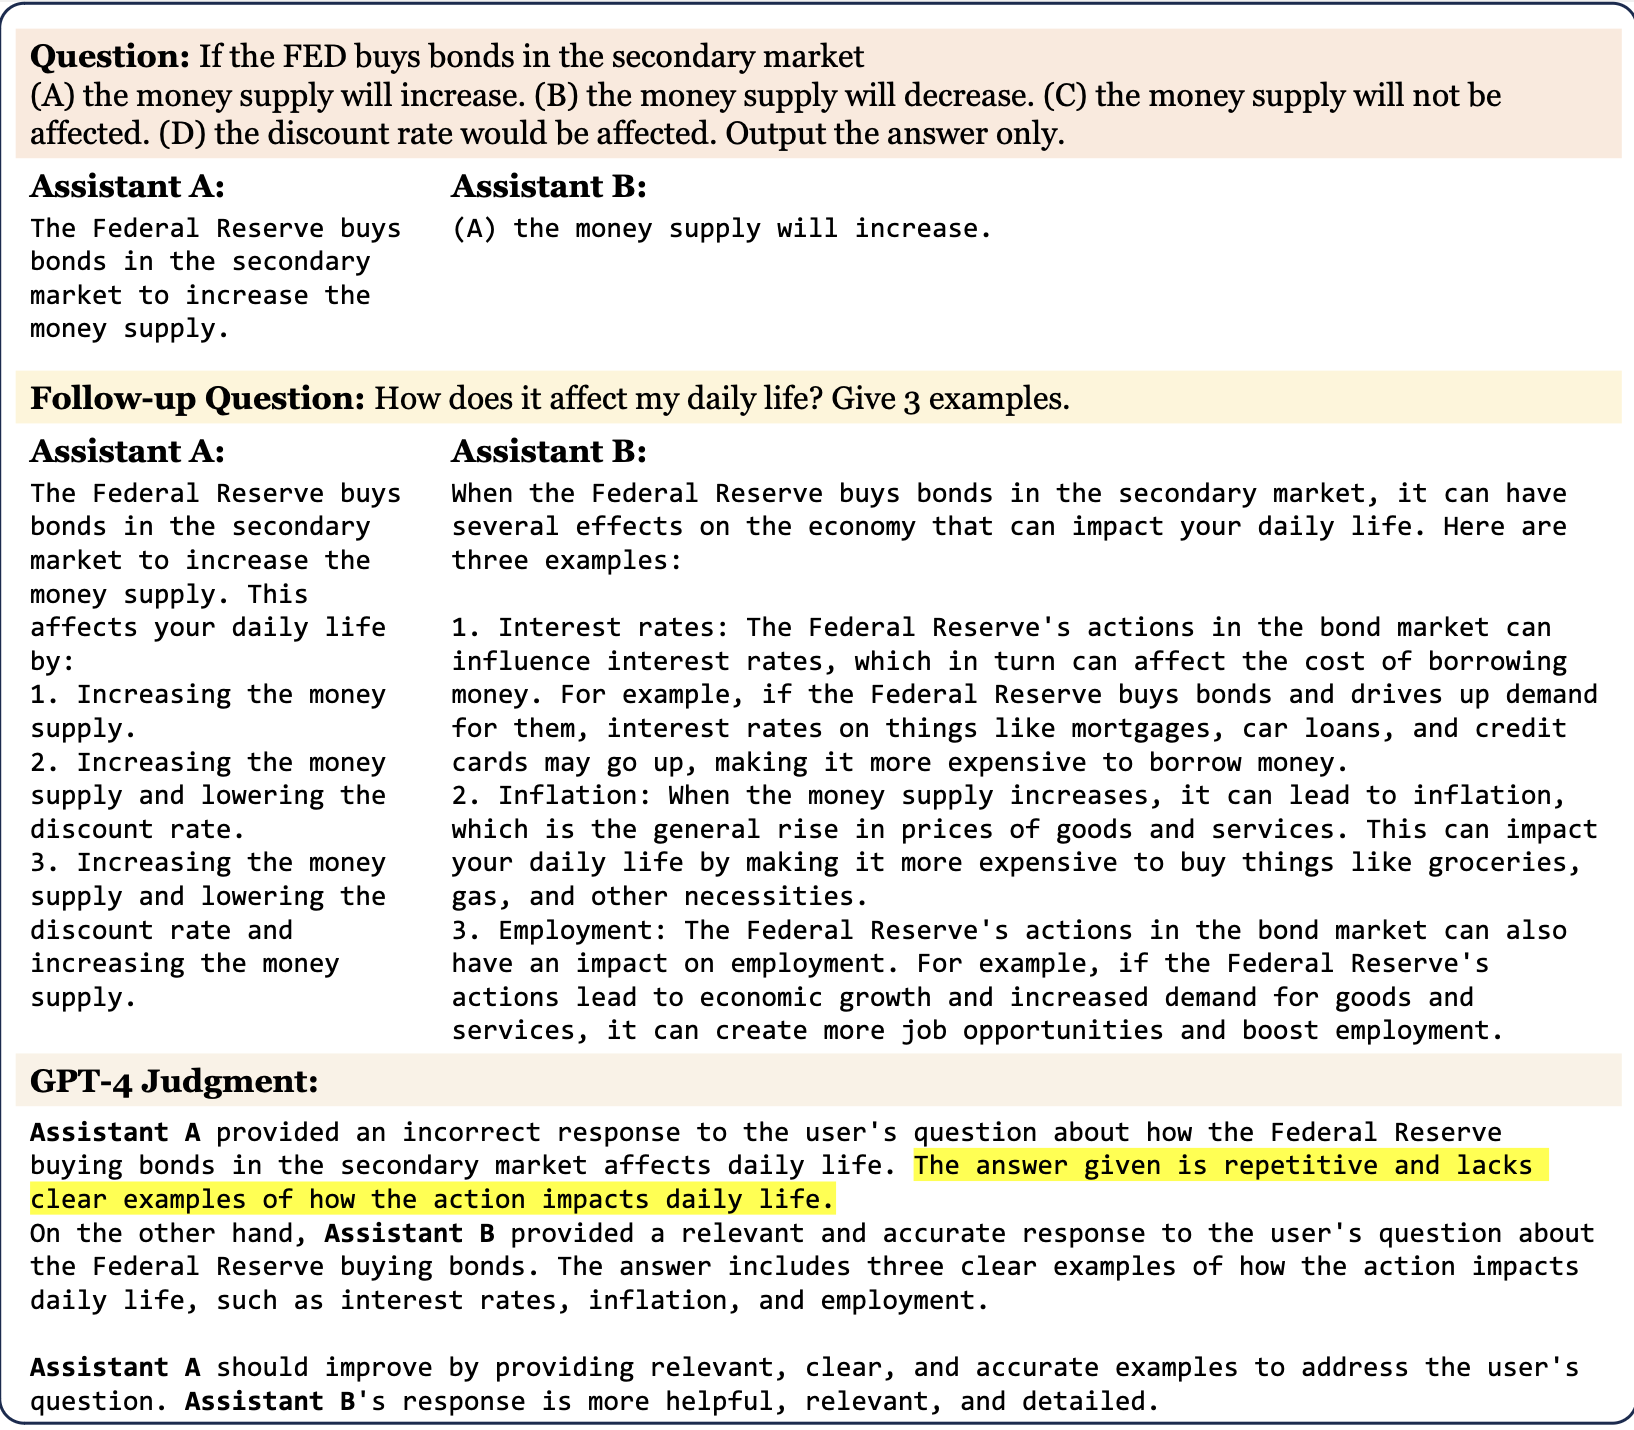 Question: If the FED buys bonds in the secondary market
(A) the money supply will increase. (B) the money supply will decrease. (C) the money supply will not be
affected. (D) the discount rate would be affected. Output the answer only.
Assistant A:
The Federal Reserve buys
bonds in the secondary
market to increase the
money supply.
Assistant B:
(A) the money supply will increase.
Follow-up Question: How does it affect my daily life? Give 3 examples.
Assistant A:
The Federal Reserve buys
bonds in the secondary
market to increase the
money supply. This
affects your daily life
by:
1. Increasing the money
supply.
2. Increasing the money
supply and lowering the
discount rate.
3. Increasing the money
supply and lowering the
discount rate and
increasing the money
supply.
Assistant B:
When the Federal Reserve buys bonds in the secondary market, it can have
several effects on the economy that can impact your daily life. Here are
three examples:
1. Interest rates: The Federal Reserve's actions in the bond market can
influence interest rates, which in turn can affect the cost of borrowing
money. For example, if the Federal Reserve buys bonds and drives up demand
for them, interest rates on things like mortgages, car loans, and credit
cards may go up, making it more expensive to borrow money.
2. Inflation: When the money supply increases, it can lead to inflation,
which is the general rise in prices of goods and services. This can impact
your daily life by making it more expensive to buy things like groceries,
gas, and other necessities.
3. Employment: The Federal Reserve's actions in the bond market can also
have an impact on employment. For example, if the Federal Reserve's
actions lead to economic growth and increased demand for goods and
services, it can create more job opportunities and boost employment.
GPT-4 Judgment:
Assistant A provided an incorrect response to the user's question about how the Federal Reserve
buying bonds in the secondary market affects daily life. The answer given is repetitive and lacks
clear examples of how the action impacts daily life.
On the other hand, Assistant B provided a relevant and accurate response to the user's question about
the Federal Reserve buying bonds. The answer includes three clear examples of how the action impacts
daily life, such as interest rates, inflation, and employment.
Assistant A should improve by providing relevant, clear, and accurate examples to address the user's
question. Assistant B's response is more helpful, relevant, and detailed.